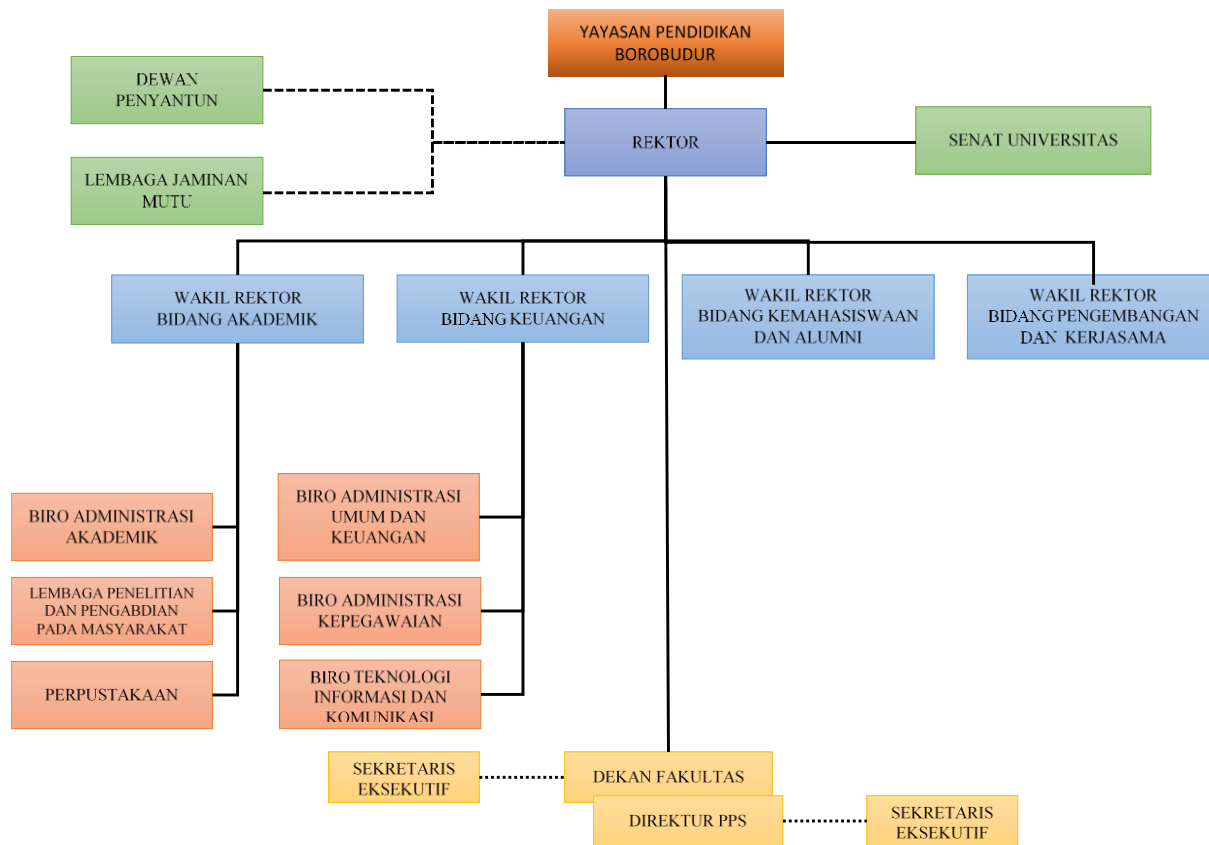 YAYASAN PENDIDIKAN
BOROBUDUR
DEWAN
PENYANTUN
REKTOR
SENAT UNIVERSITAS
LEMBAGA JAMINAN
MUTU
WAKIL REKTOR
BIDANG AKADEMIK
WAKIL REKTOR
BIDANG KEUANGAN
WAKIL REKTOR
BIDANG KEMAHASISWAAN
DAN ALUMNI
WAKIL REKTOR
BIDANG PENGEMBANGAN
DAN KERJASAMA
BIRO ADMINISTRASI
AKADEMIK
LEMBAGA PENELITIAN
DAN PENGABDIAN
PADA MASYARAKAT
PERPUSTAKAAN
BIRO ADMINISTRASI
UMUM DAN
KEUANGAN
BIRO ADMINISTRASI
KEPEGAWAIAN
BIRO TEKNOLOGI
INFORMASI DAN
KOMUNIKASI
SEKRETARIS
EKSEKUTIF
DEKAN FAKULTAS
DIREKTUR PPS
SEKRETARIS
EKSEKUTIF